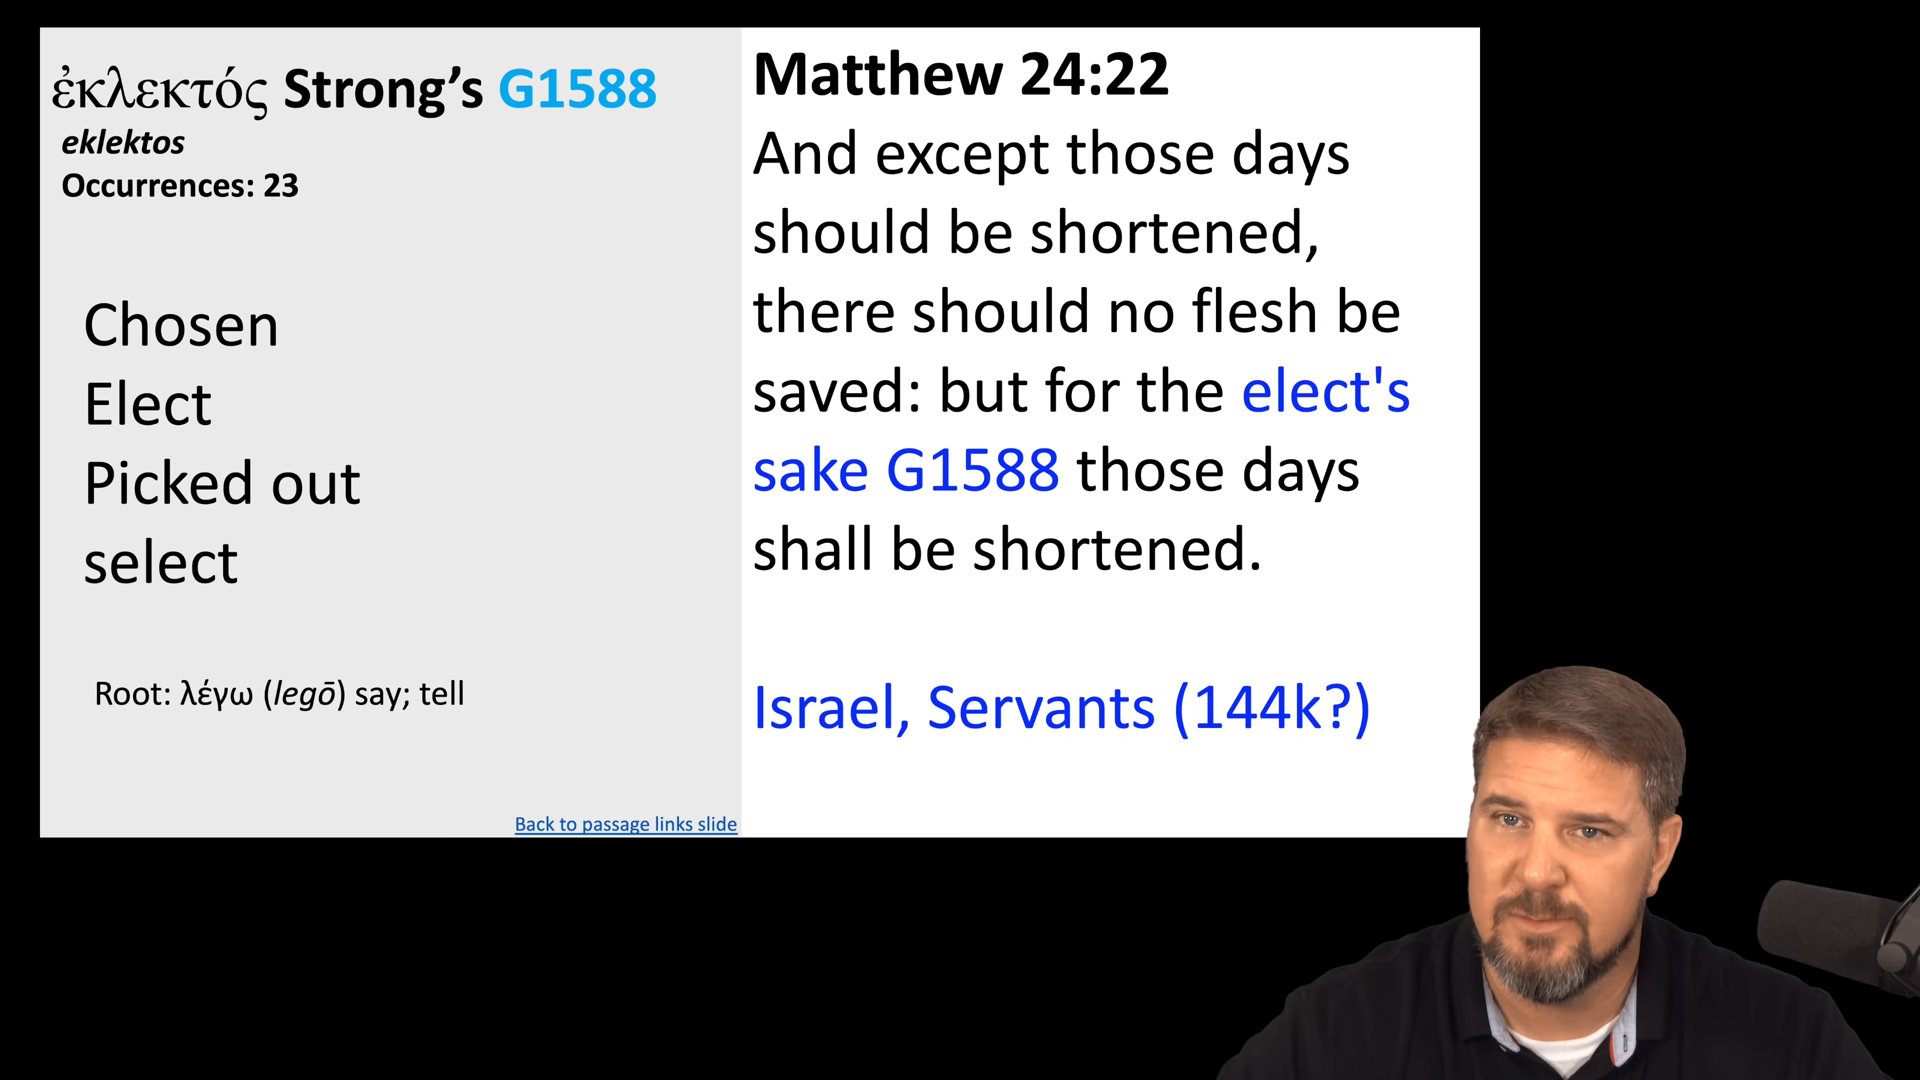 ἐκλεκτός Strong's G1588
eklektos
Occurrences: 23
Chosen
Elect
Picked out
select
Root: λέγω (legō) say; tell
Back to passage links slide
Matthew 24:22
And except those days
should be shortened,
there should no flesh be
saved: but for the elect's
sake G1588 those days
shall be shortened.
Israel, Servants (144k?)